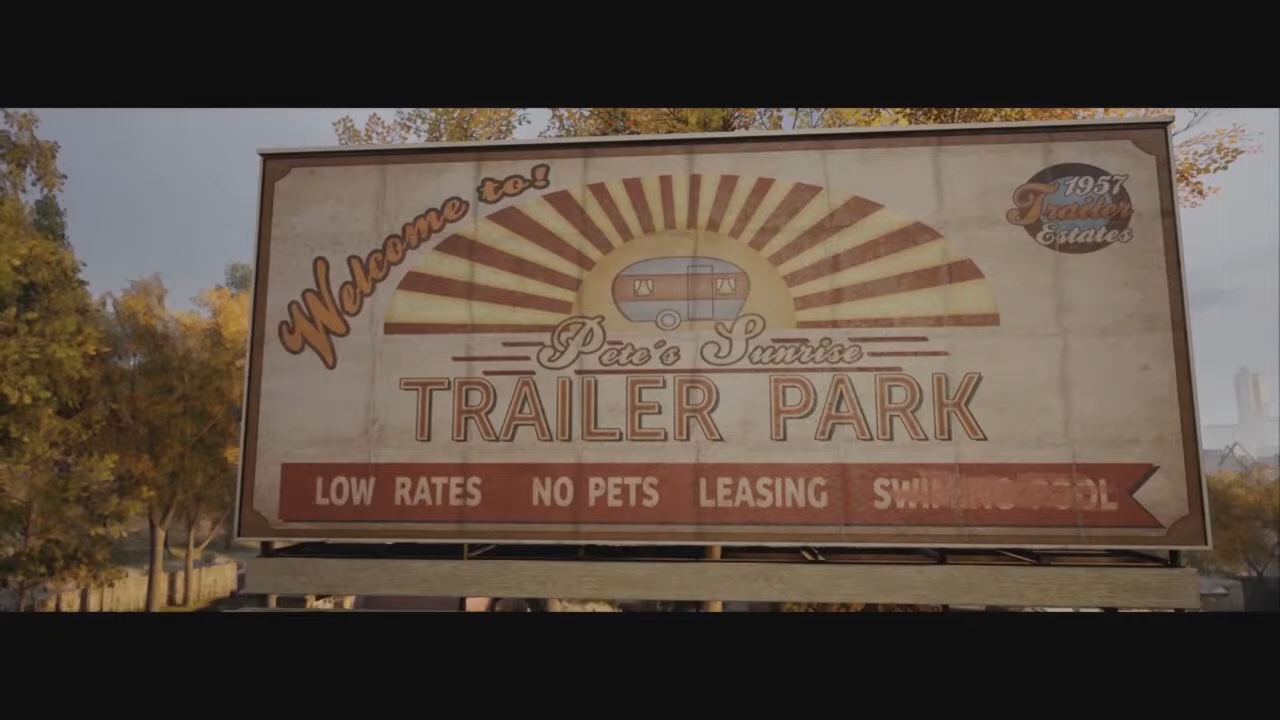 Welcome to!
1957
Trailer
Estates
Pete's Sunrise
TRAILER PARK
LOW RATES NO PETS LEASING